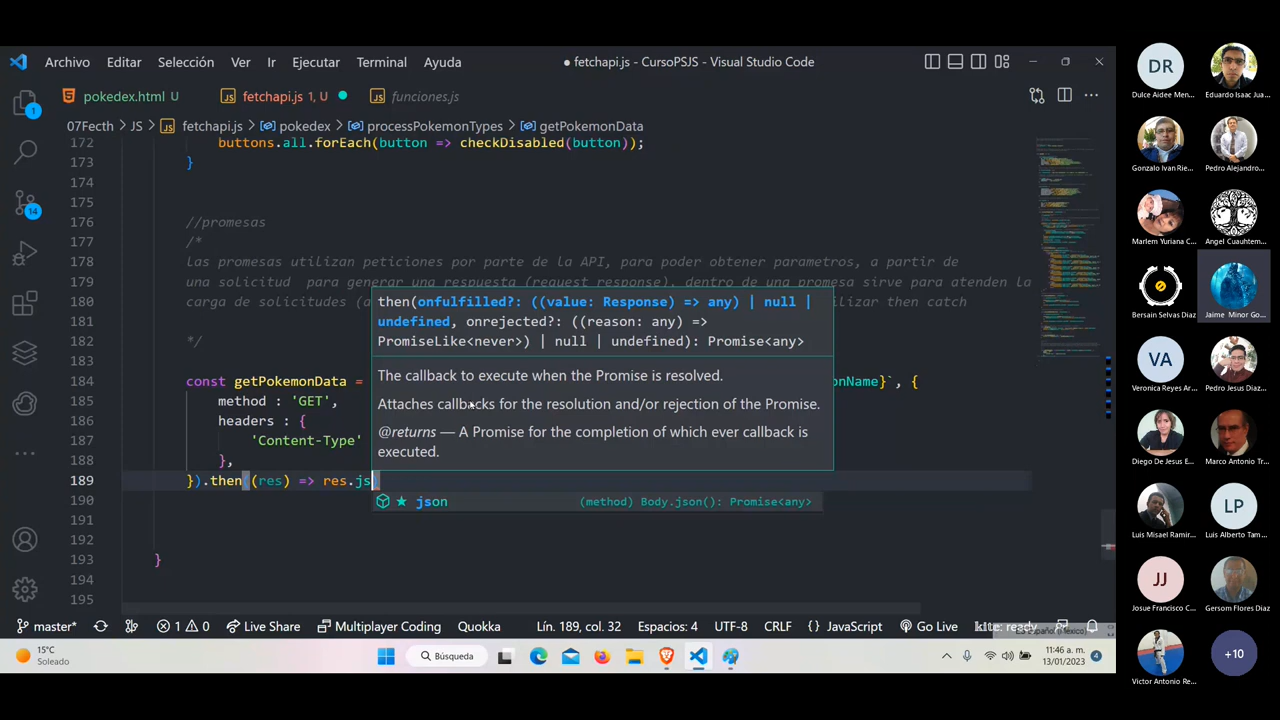 Archivo Editar Selección Ver Ir Ejecutar Terminal Ayuda ● fetchapi.js - CursoPSJS - Visual Studio Code
pokedex.html U fetchapi.js 1, U funciones.js
07Fecth > JS > fetchapi.js > pokedex > processPokemonTypes > getPokemonData
172 buttons.all.forEach(button => checkDisabled(button));
173 }
174
175
176 //promesas
177 /*
178 las promesas utilizan peticiones por parte de la API, para poder obtener parametros, a partir de
179 una solicitud para generar una respuesta (request response), dentro de una promesa sirve para atenden la
180 carga de solicitudes (a ilizar then catch
181
182 */
183
184 const getPokemonData = onName}`, {
185 method : 'GET',
186 headers : {
187 'Content-Type'
188 },
189 }).then((res) => res.js)
190
191
192
193 }
194
195
then(onfulfilled?: ((value: Response) => any) | null |
undefined, onrejected?: ((reason: any) =>
PromiseLike<never>) | null | undefined): Promise<any>
The callback to execute when the Promise is resolved.
Attaches callbacks for the resolution and/or rejection of the Promise.
@returns — A Promise for the completion of which ever callback is
executed.
json (method) Body.json(): Promise<any>
1
14
master* 1 0 Live Share Multiplayer Coding Quokka Lín. 189, col. 32 Espacios: 4 UTF-8 CRLF {} JavaScript Go Live kite: ready
Español (México)
15°C
Soleado
Búsqueda
11:46 a. m.
13/01/2023
4
DR
Dulce Aidee Men...
Eduardo Isaac Jua...
Gonzalo Ivan Rie...
Pedro Alejandro...
Marlem Yuriana C...
Angel Cuauhtem...
Bersain Selvas Diaz
Jaime Minor Go...
VA
Veronica Reyes Ar...
Pedro Jesus Diaz...
Diego De Jesus E...
Marco Antonio Tr...
Luis Misael Ramir...
LP
Luis Alberto Tam...
JJ
Josue Francisco C...
Gersom Flores Diaz
Victor Antonio Re...
+10